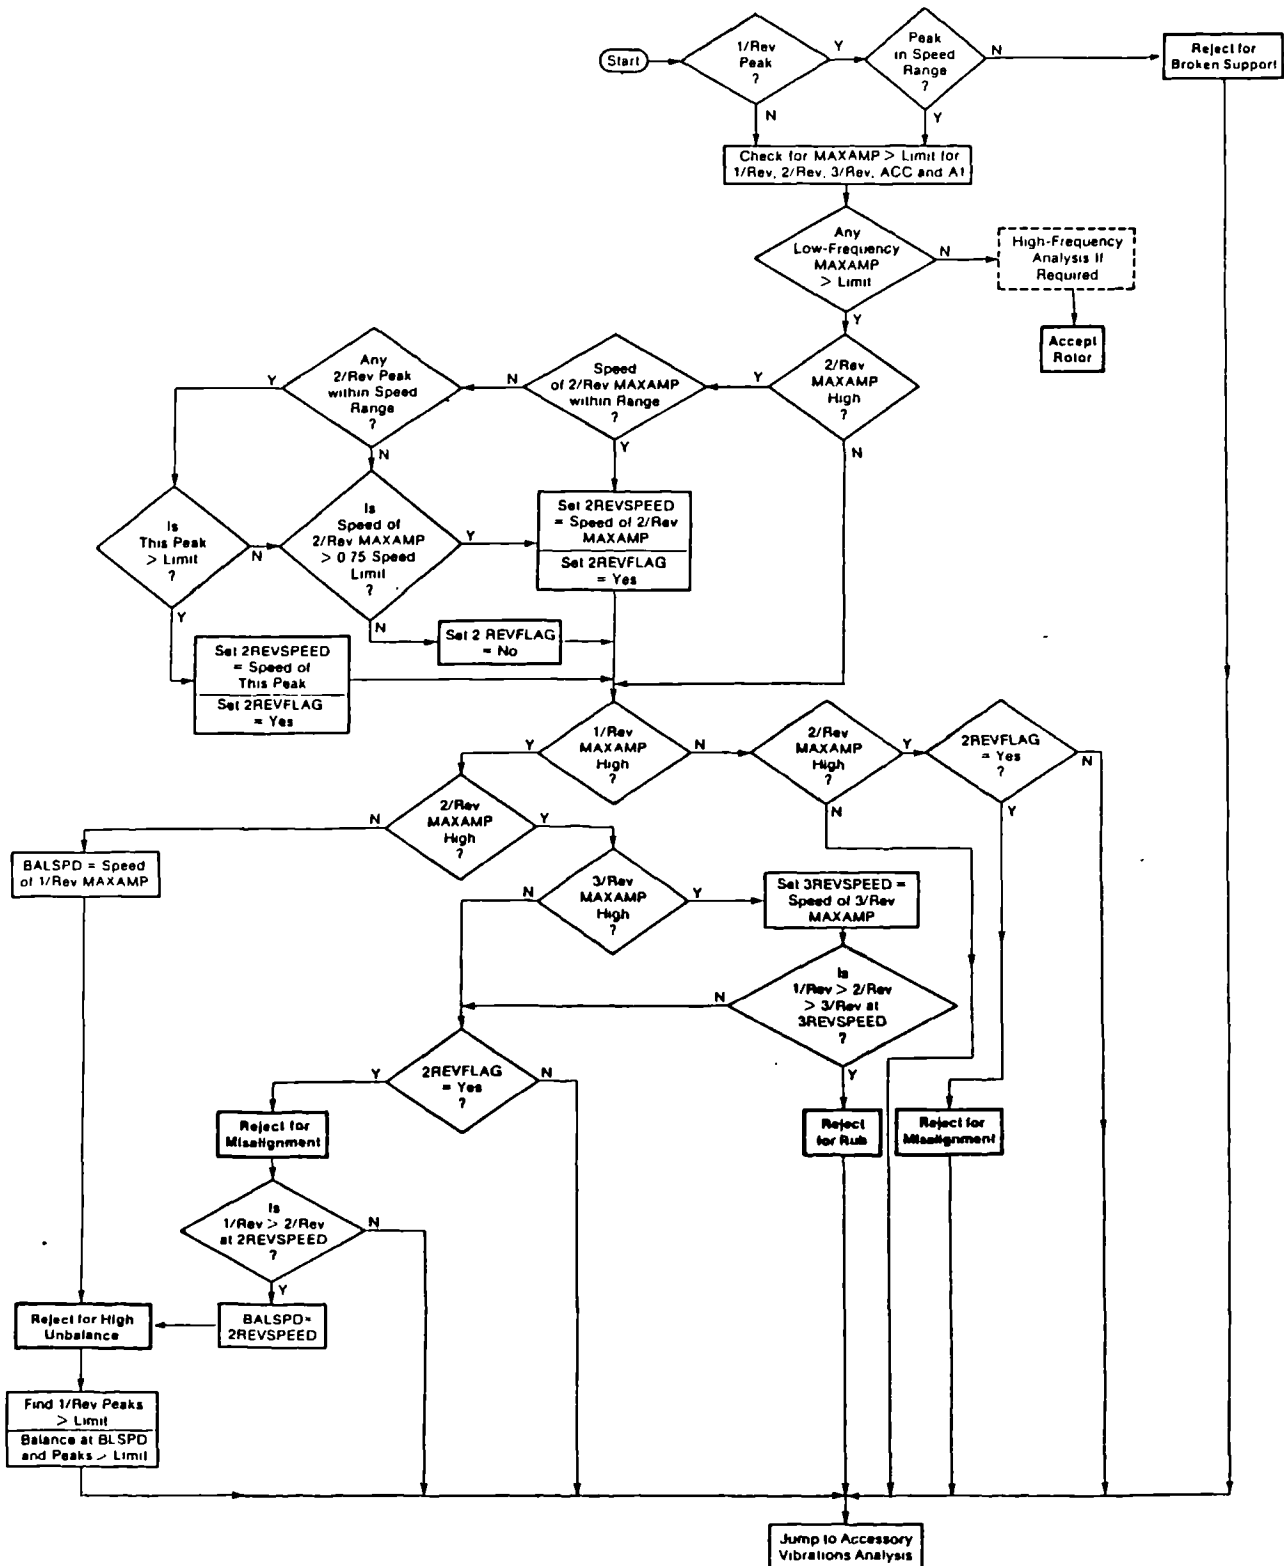 Start
1/Rev
Peak
?
Y
Peak
in Speed
Range
?
N
Reject for
Broken Support
N
Y
Check for MAXAMP > Limit for
1/Rev, 2/Rev, 3/Rev, ACC and A1
Any
Low-Frequency
MAXAMP
> Limit
N
High-Frequency
Analysis If
Required
Y
Accept
Rotor
Any
2/Rev Peak
within Speed
Range
?
Y
N
Speed
of 2/Rev MAXAMP
within Range
?
Y
2/Rev
MAXAMP
High
?
N
Y
N
Is
This Peak
> Limit
?
N
Is
Speed of
2/Rev MAXAMP
> 0 75 Speed
Limit
?
Y
Set 2REVSPEED
= Speed of 2/Rev
MAXAMP
Set 2REVFLAG
= Yes
Y
N
Set 2 REVFLAG
= No
Set 2REVSPEED
= Speed of
This Peak
Set 2REVFLAG
= Yes
Y
1/Rev
MAXAMP
High
?
N
2/Rev
MAXAMP
High
?
Y
2REVFLAG
= Yes
?
N
N
2/Rev
MAXAMP
High
?
Y
N
Y
BALSPD = Speed
of 1/Rev MAXAMP
N
3/Rev
MAXAMP
High
?
Y
Set 3REVSPEED =
Speed of 3/Rev
MAXAMP
N
Is
1/Rev > 2/Rev
> 3/Rev at
3REVSPEED
?
Y
Y
2REVFLAG
= Yes
?
N
Reject for
Misalignment
Reject
for Rub
Reject for
Misalignment
Is
1/Rev > 2/Rev
at 2REVSPEED
?
N
Y
Reject for High
Unbalance
BALSPD=
2REVSPEED
Find 1/Rev Peaks
> Limit
Balance at BLSPD
and Peaks > Limit
Jump to Accessory
Vibrations Analysis